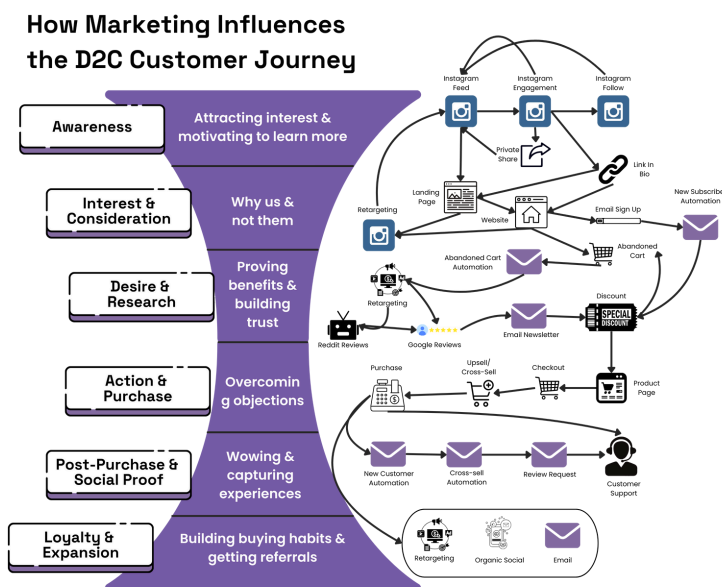 How Marketing Influences
the D2C Customer Journey
Awareness
Attracting interest &
motivating to learn more
Interest &
Consideration
Why us &
not them
Desire &
Research
Proving
benefits &
building
trust
Action &
Purchase
Overcomin
g objections
Post-Purchase &
Social Proof
Wowing &
capturing
experiences
Loyalty &
Expansion
Building buying habits &
getting referrals
Instagram
Feed
Instagram
Engagement
Instagram
Follow
Private
Share
Link In
Bio
Landing
Page
Retargeting
Website
Email Sign Up
New Subscribe
Automation
Abandoned Cart
Automation
Abandoned
Cart
Retargeting
Discount
SPECIAL
DISCOUNT
Reddit Reviews
Google Reviews
Email Newsletter
Purchase
Upsell/
Cross-Sell
Checkout
Product
Page
New Customer
Automation
Cross-sell
Automation
Review Request
Customer
Support
Retargeting
Organic Social
Email